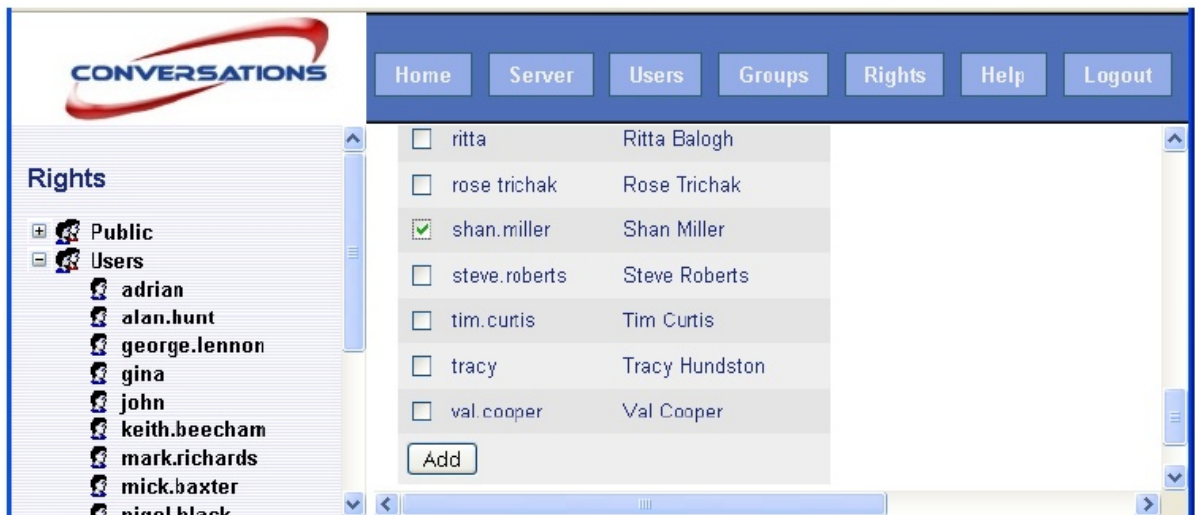 CONVERSATIONS
Home Server Users Groups Rights Help Logout
Rights
Public
Users
adrian
alan.hunt
george.lennon
gina
john
keith.beecham
mark.richards
mick.baxter
nigel.black
ritta Ritta Balogh
rose trichak Rose Trichak
shan.miller Shan Miller
steve.roberts Steve Roberts
tim.curtis Tim Curtis
tracy Tracy Hundston
val.cooper Val Cooper
Add